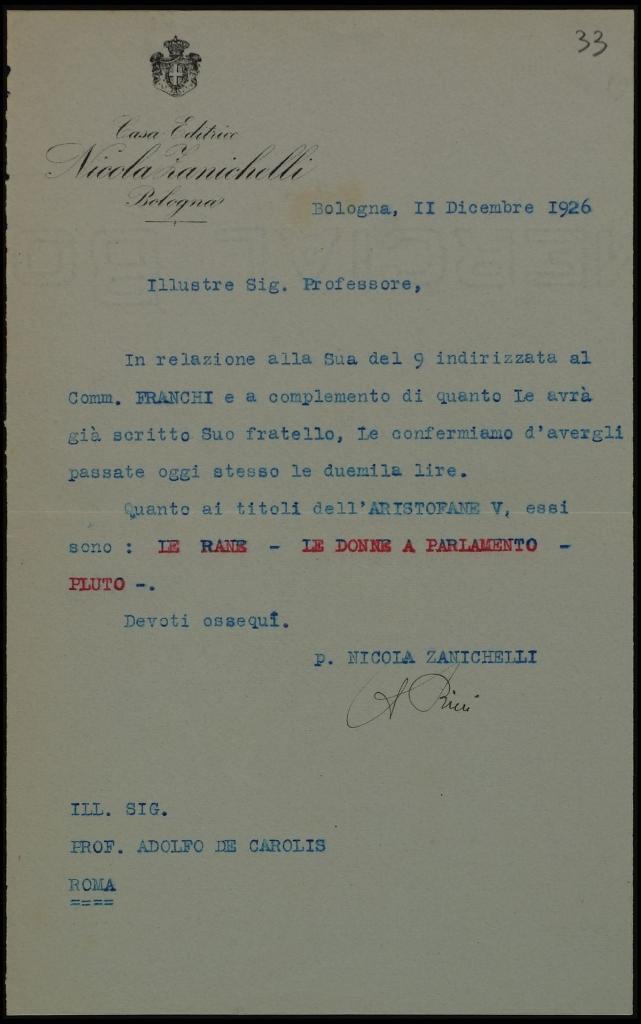 33
Casa Editrice
Nicola Zanichelli
Bologna
Bologna, II Dicembre I926
Illustre Sig. Professore,
In relazione alla Sua del 9 indirizzata al
Comm. FRANCHI e a complemento di quanto Le avrà
già scritto Suo fratello, Le confermiamo d'avergli
passate oggi stesso le duemila lire.
Quanto ai titoli dell'ARISTOFANE V, essi
sono : LE RANE - LE DONNE A PARLAMENTO -
PLUTO -.
Devoti ossequî.
p. NICOLA ZANICHELLI
ILL. SIG.
PROF. ADOLFO DE CAROLIS
ROMA
====